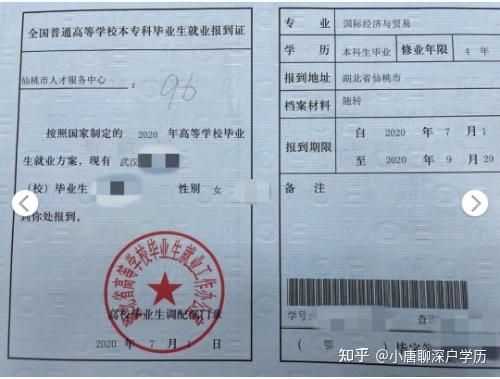 全国普通高等学校本专科毕业生就业报到证
仙桃市人才服务中心 :
96
按照国家制定的 2020 年高等学校毕业
生就业方案,现有 武汉
(校)毕业生 性别 女
到你处报到。
高校毕业生调配部门章
2020 年 7 月 1 日
专业 国际经济与贸易
学历 本科生毕业 修业年限 4 年
报到地址 湖北省仙桃市
档案材料 随转
报到期限
自 2020 年 7 月 1
至 2020 年 9 月 29
备注
学号:
(鄂)
知乎 @小唐聊深户学历